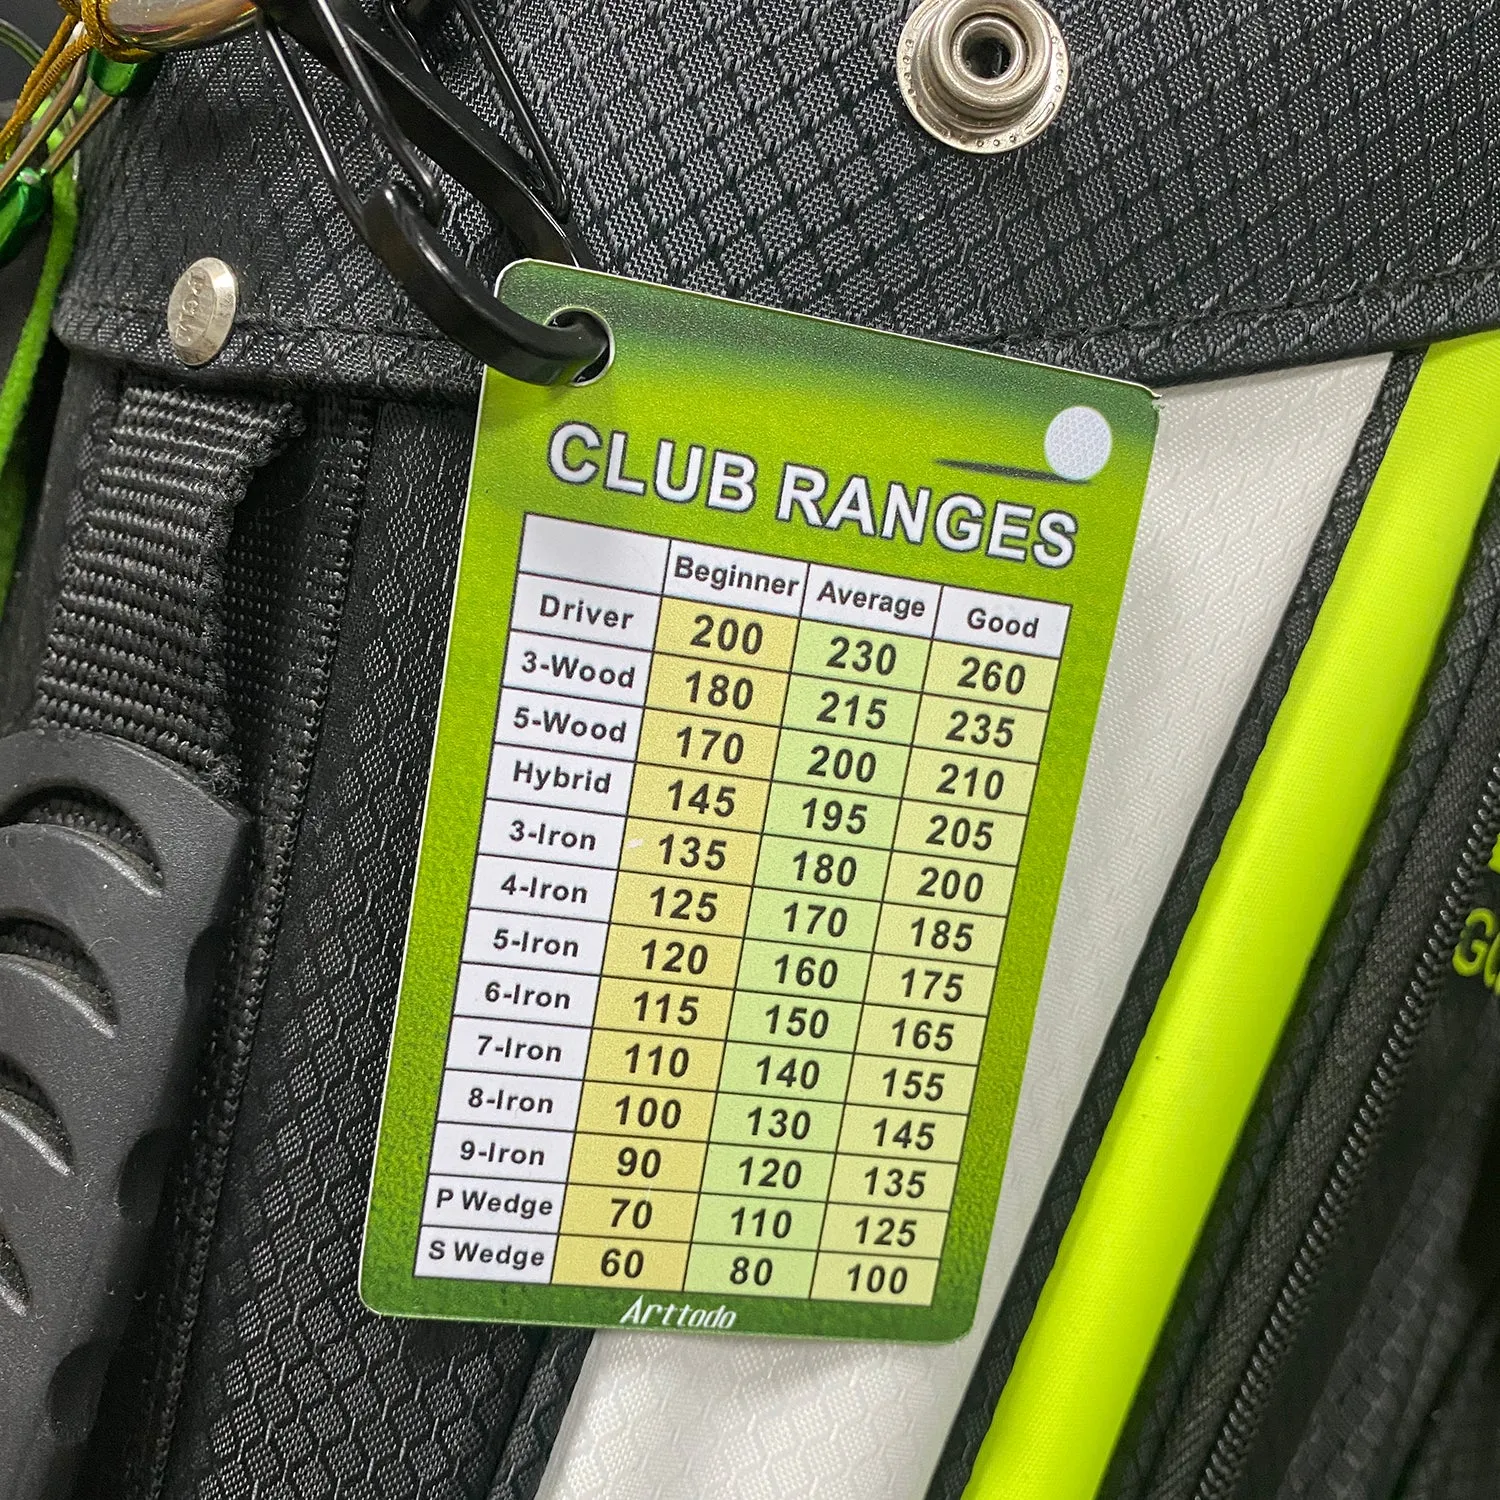 CLUB RANGES
Beginner Average Good
Driver 200 230 260
3-Wood 180 215 235
5-Wood 170 200 210
Hybrid 145 195 205
3-Iron 135 180 200
4-Iron 125 170 185
5-Iron 120 160 175
6-Iron 115 150 165
7-Iron 110 140 155
8-Iron 100 130 145
9-Iron 90 120 135
P Wedge 70 110 125
S Wedge 60 80 100
Arttodo